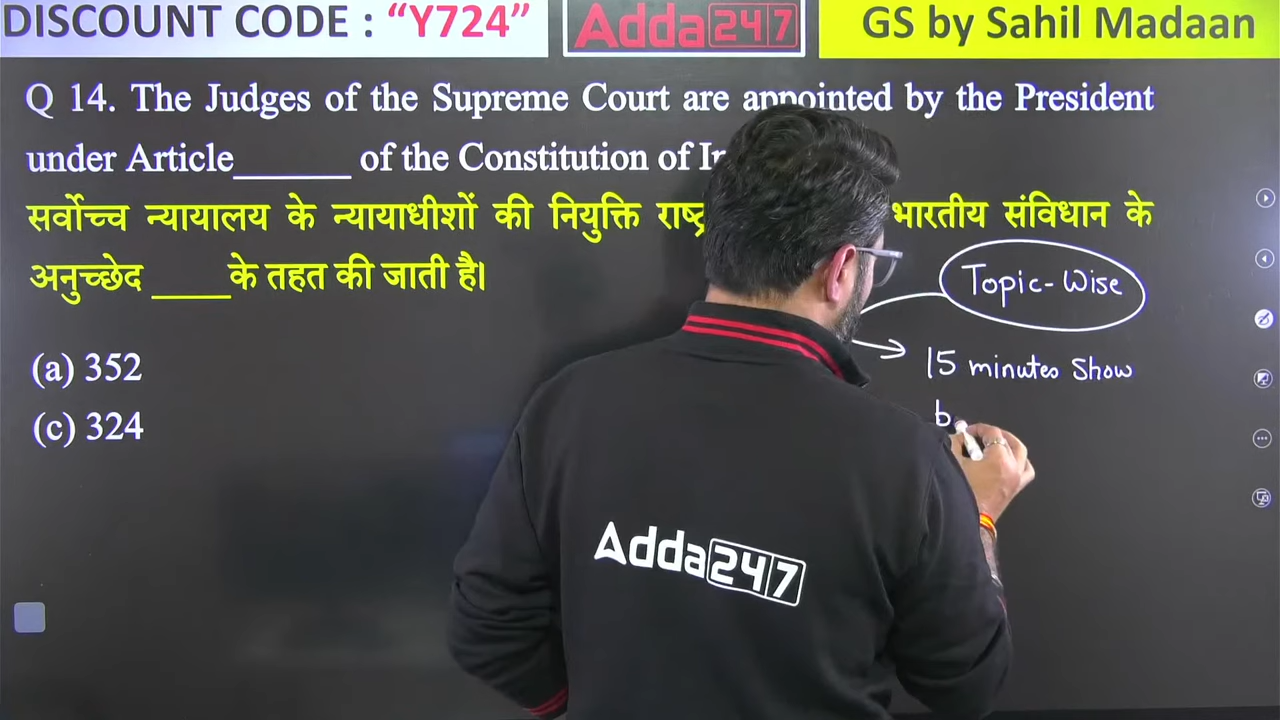 DISCOUNT CODE : “Y724”
Adda247
GS by Sahil Madaan
Q 14. The Judges of the Supreme Court are appointed by the President
under Article______ of the Constitution of
सर्वोच्च न्यायालय के न्यायाधीशों की नियुक्ति भारतीय संविधान के
अनुच्छेद ____के तहत की जाती है।
Topic-Wise
(a) 352
15 minutes Show
(c) 324
b
Adda247